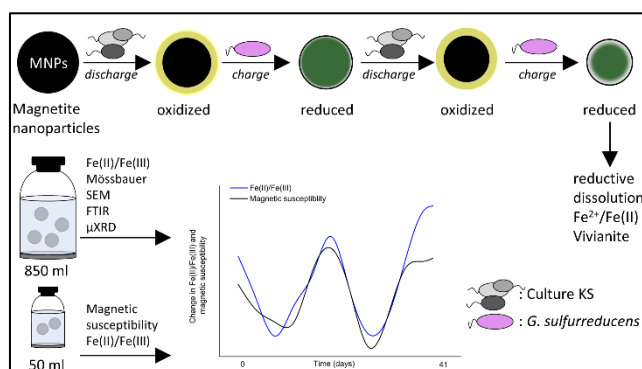 MNPs
discharge
charge
discharge
charge
Magnetite
nanoparticles
oxidized
reduced
oxidized
reduced
reductive
dissolution
Fe²⁺/Fe(II)
Vivianite
Fe(II)/Fe(III)
Mössbauer
SEM
FTIR
µXRD
850 ml
Magnetic
susceptibility
Fe(II)/Fe(III)
50 ml
Fe(II)/Fe(III)
Magnetic susceptiblity
Change in Fe(II)/Fe(III) and
magnetic susceptibility
0
Time (days)
41
: Culture KS
: G. sulfurreducens